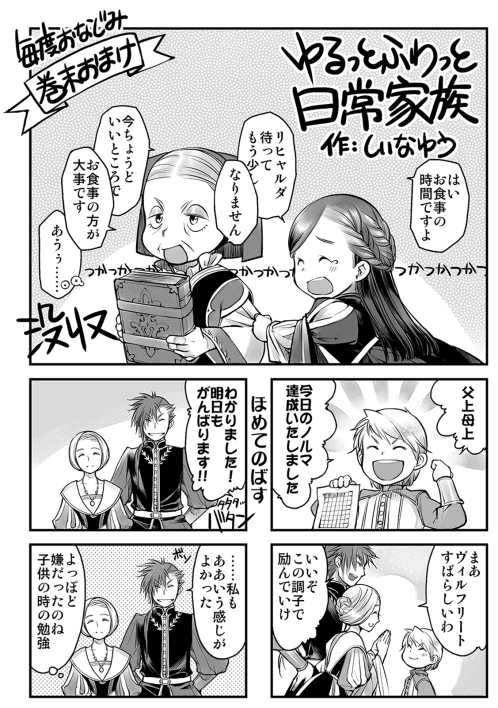 毎度おなじみ
巻末おまけ
ゆるっとふわっと
日常家族
作:しいなゆう
はい
お食事の
時間ですよ
リヒャルダ
待って
もう少し
なりません
今ちょうど
いいところで
お食事の方が
大事です
あうぅ……
つかつかつかつかつ
つかつかつかつ
没収
ほめてのばす
父上母上
今日のノルマ
達成いたしました
わかりました!
明日も
がんばります!!
タタタタ
バタン
まあ
ヴィルフリート
すばらしいわ
いいぞ
この調子で
励んでいけ
ボソ
……私も
ああいう感じが
よかった
よっぽど
嫌だったのね
子供の時の勉強